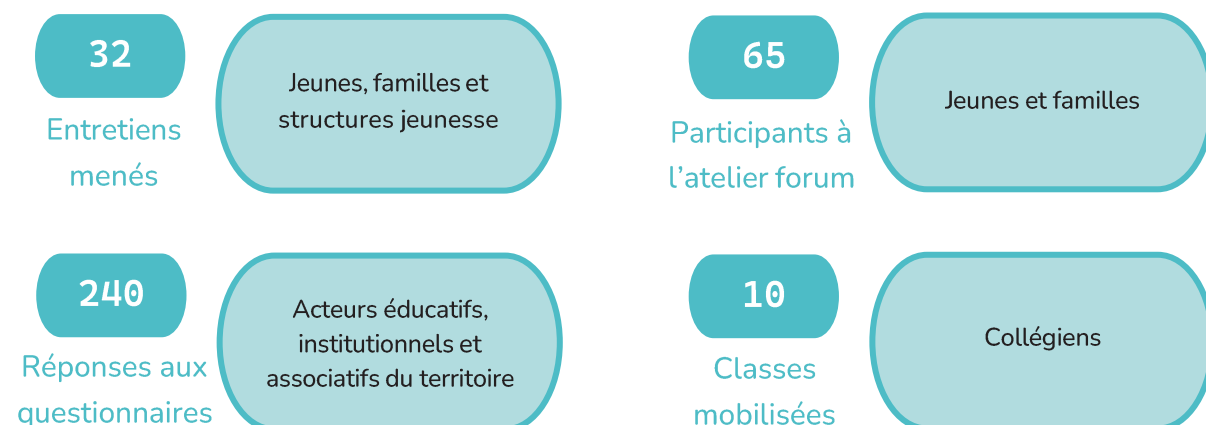 32
Entretiens
menés
Jeunes, familles et
structures jeunesse
65
Participants à
l’atelier forum
Jeunes et familles
240
Réponses aux
questionnaires
Acteurs éducatifs,
institutionnels et
associatifs du territoire
10
Classes
mobilisées
Collégiens